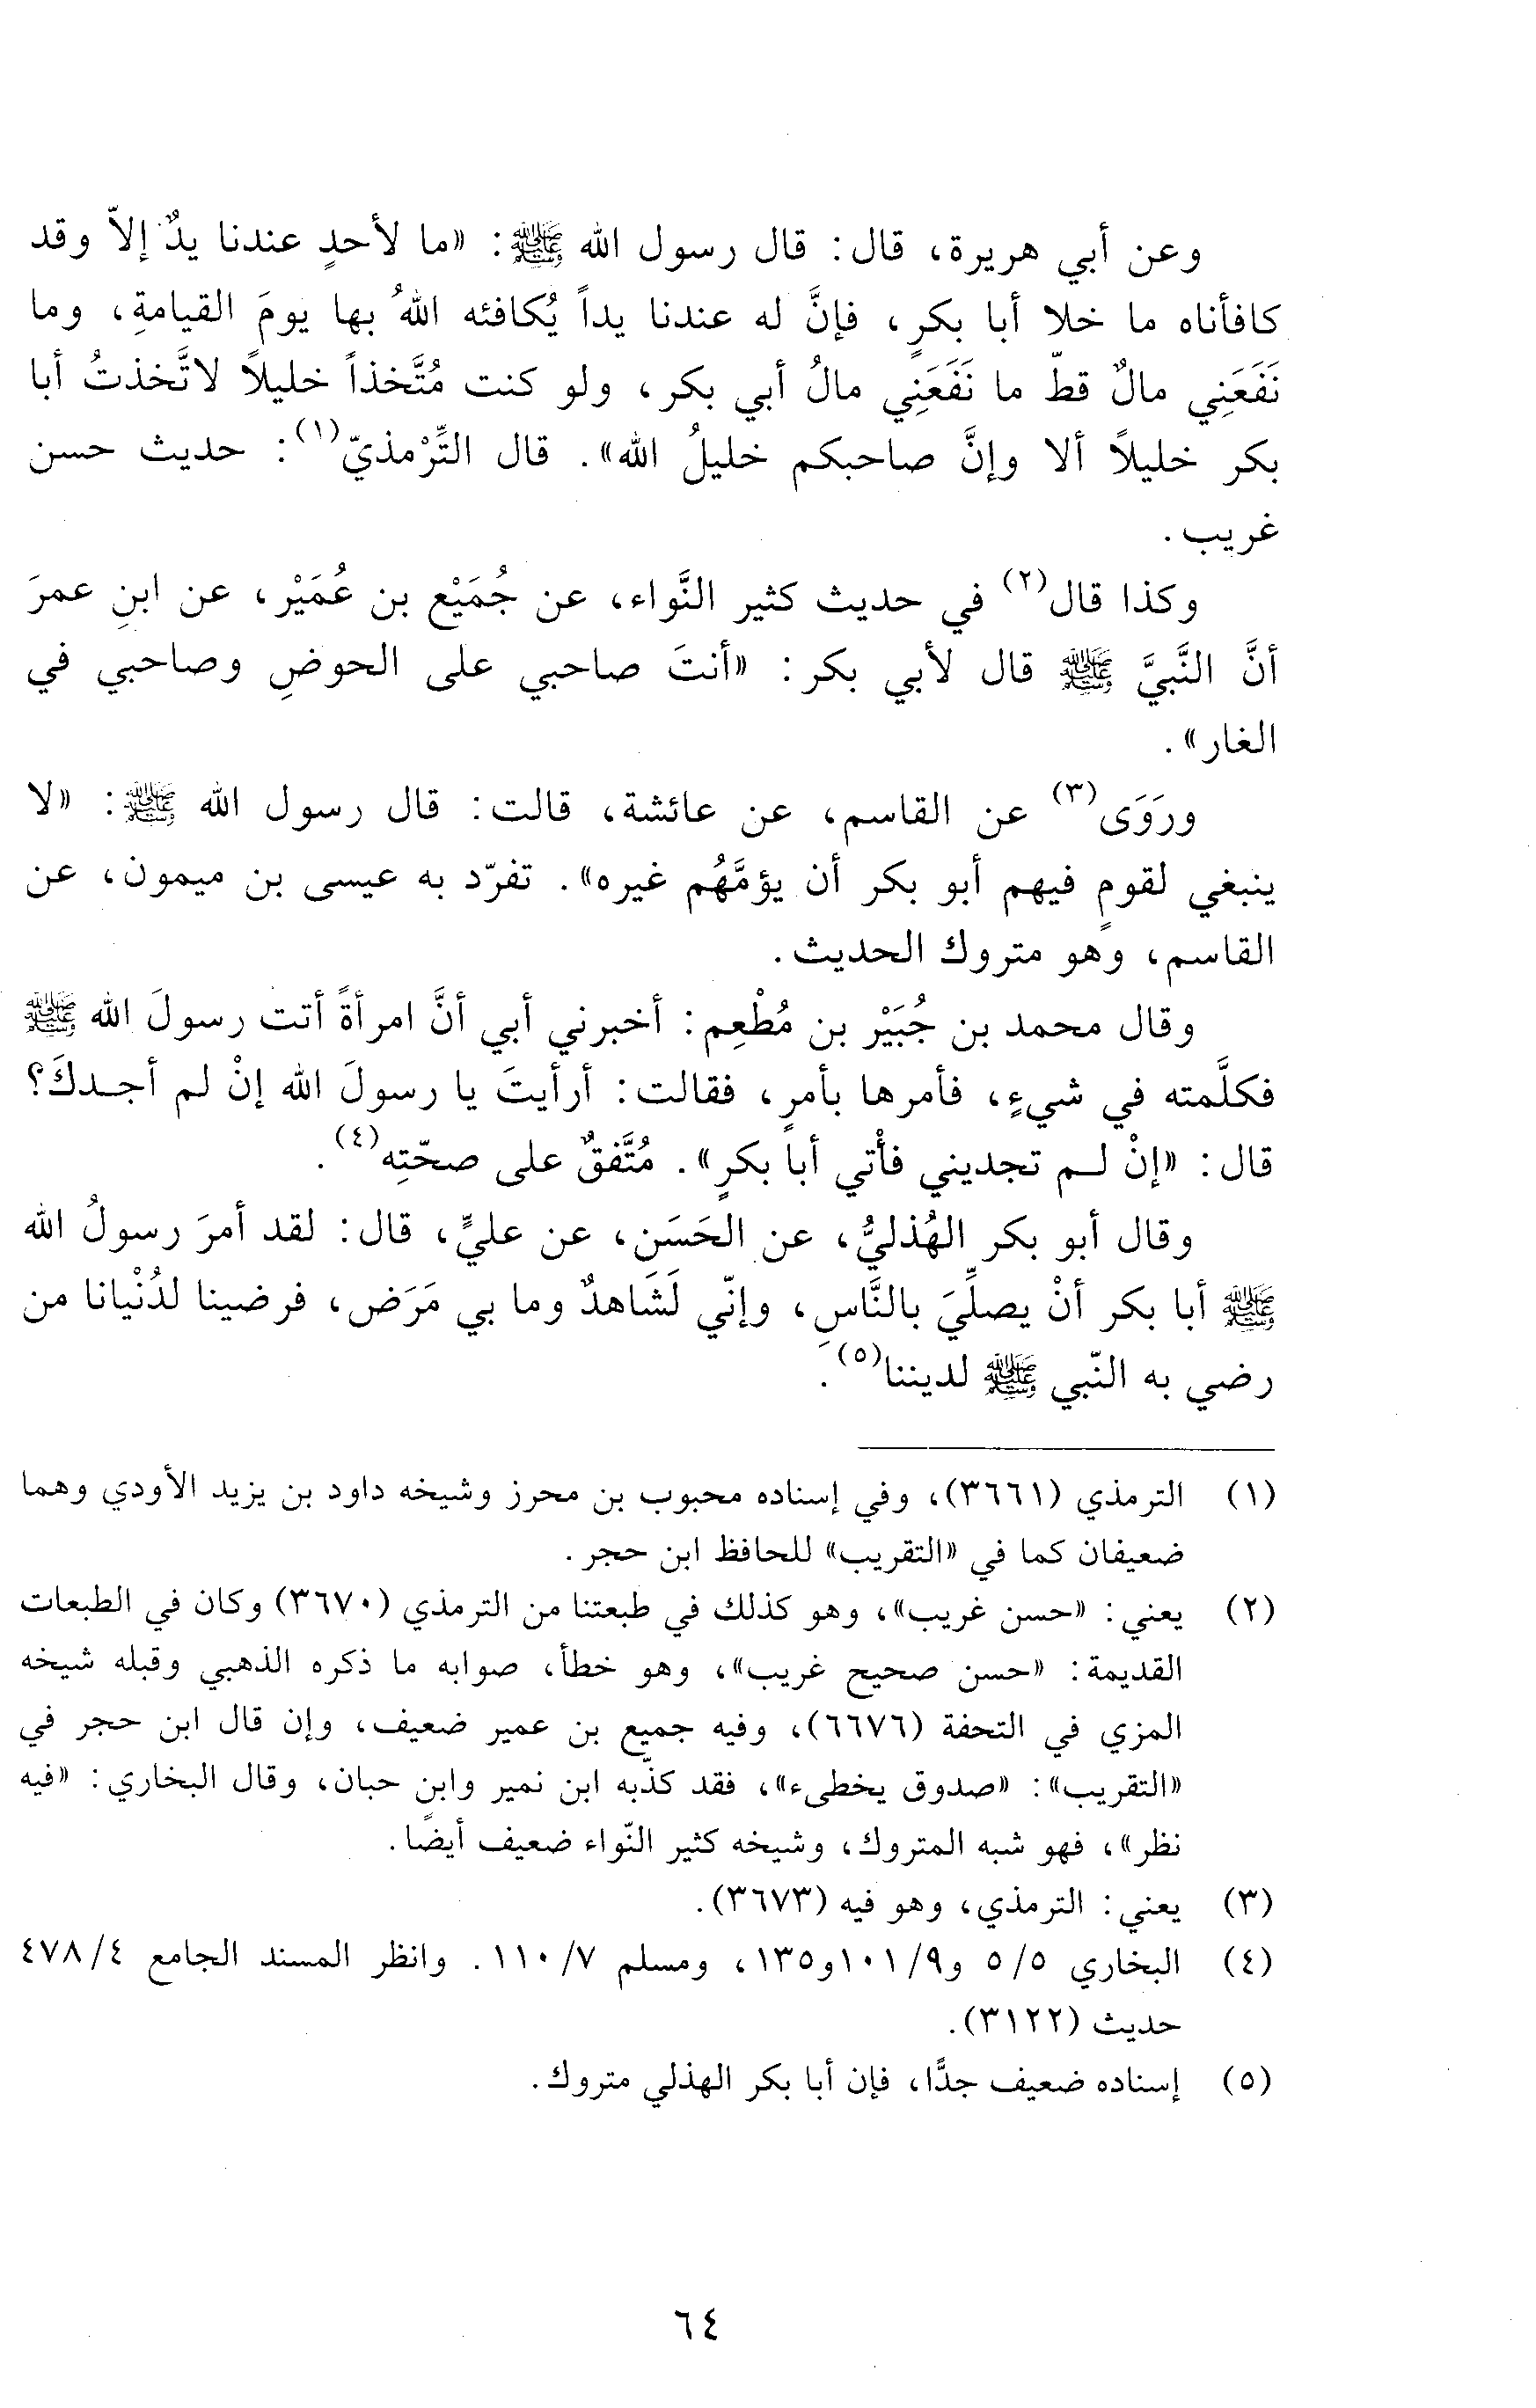 وعن أبي هريرة، قال: قال رسول الله ﷺ: «ما لأحدٍ عندنا يدٌ إلاّ وقد
كافأناه ما خلا أبا بكرٍ، فإنَّ له عندنا يداً يُكافئه اللهُ بها يومَ القيامةِ، وما
نَفَعَنِي مالٌ قطّ ما نَفَعَنِي مالُ أبي بكر، ولو كنت مُتَّخذاً خليلاً لاتَّخذتُ أبا
بكر خليلاً ألا وإنَّ صاحبكم خليلُ الله». قال التِّرْمذيّ(١): حديث حسن
غريب.
وكذا قال(٢) في حديث كثير النَّواء، عن جُمَيْع بن عُمَيْر، عن ابنِ عمرَ
أنَّ النَّبيَّ ﷺ قال لأبي بكر: «أنتَ صاحبي على الحوضِ وصاحبي في
الغار».
ورَوَى(٣) عن القاسم، عن عائشة، قالت: قال رسول الله ﷺ: «لا
ينبغي لقومٍ فيهم أبو بكر أن يؤمَّهُم غيره». تفرّد به عيسى بن ميمون، عن
القاسم، وهو متروك الحديث.
وقال محمد بن جُبَيْر بن مُطْعِم: أخبرني أبي أنَّ امرأةً أتت رسولَ الله ﷺ
فكلَّمته في شيءٍ، فأمرها بأمرٍ، فقالت: أرأيتَ يا رسولَ الله إنْ لم أجـدكَ؟
قال: «إنْ لـم تجديني فأْتي أبا بكرٍ». مُتَّفقٌ على صحّتِه(٤).
وقال أبو بكر الهُذليُّ، عن الحَسَن، عن عليٍّ، قال: لقد أمرَ رسولُ الله
ﷺ أبا بكر أنْ يصلِّيَ بالنَّاسِ، وإنّي لَشَاهدٌ وما بي مَرَض، فرضينا لدُنْيانا من
رضي به النّبي ﷺ لديننا(٥).
(١) الترمذي (٣٦٦١)، وفي إسناده محبوب بن محرز وشيخه داود بن يزيد الأودي وهما
ضعيفان كما في «التقريب» للحافظ ابن حجر.
(٢) يعني: «حسن غريب»، وهو كذلك في طبعتنا من الترمذي (٣٦٧٠) وكان في الطبعات
القديمة: «حسن صحيح غريب»، وهو خطأ، صوابه ما ذكره الذهبي وقبله شيخه
المزي في التحفة (٦٦٧٦)، وفيه جميع بن عمير ضعيف، وإن قال ابن حجر في
«التقريب»: «صدوق يخطىء»، فقد كذّبه ابن نمير وابن حبان، وقال البخاري: «فيه
نظر»، فهو شبه المتروك، وشيخه كثير النّواء ضعيف أيضًا.
(٣) يعني: الترمذي، وهو فيه (٣٦٧٣).
(٤) البخاري ٥/٥ و٩/١٠١و١٣٥، ومسلم ٧/١١٠. وانظر المسند الجامع ٤/٤٧٨
حديث (٣١٢٢).
(٥) إسناده ضعيف جدًّا، فإن أبا بكر الهذلي متروك.
٦٤